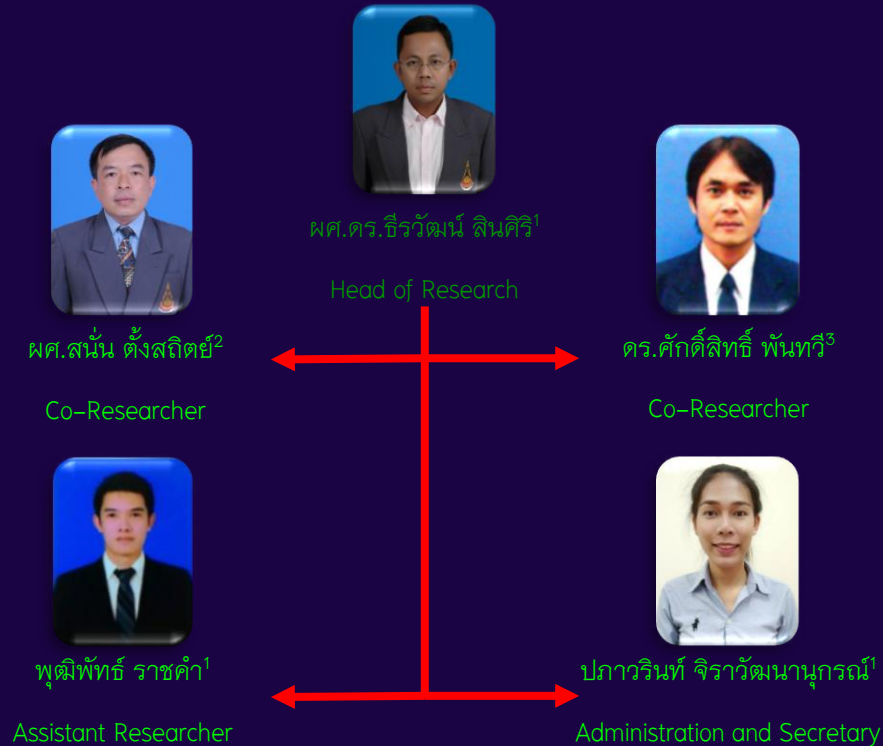 ผศ.ดร.ธีรวัฒน์ สินศิริ¹
Head of Research
ผศ.สนั่น ตั้งสถิตย์²
Co-Researcher
ดร.ศักดิ์สิทธิ์ พันทวี³
Co-Researcher
พุฒิพัทธ์ ราชคำ¹
Assistant Researcher
ปภาวรินท์ จิราวัฒนานุกรณ์¹
Administration and Secretary